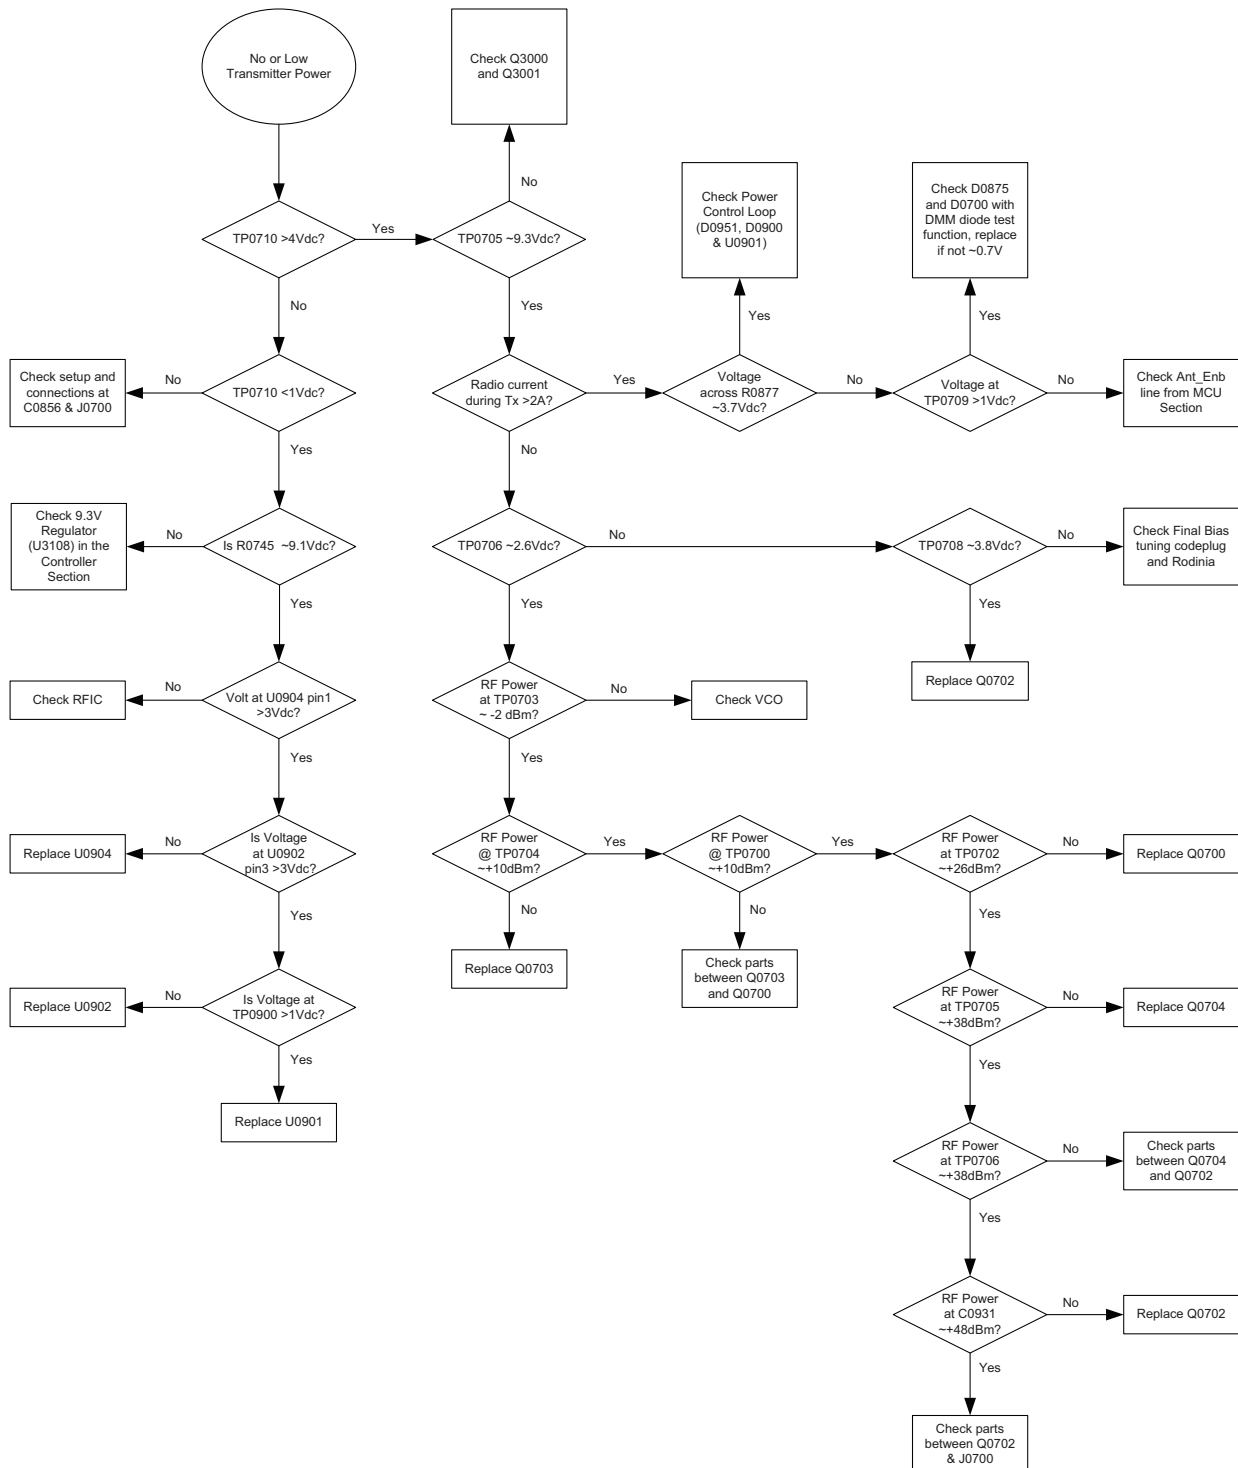 No or Low
Transmitter Power
Check Q3000
and Q3001
No
Check Power
Control Loop
(D0951, D0900
& U0901)
Check D0875
and D0700 with
DMM diode test
function, replace
if not ~0.7V
TP0710 >4Vdc?
Yes
TP0705 ~9.3Vdc?
No
Yes
Yes
Yes
Check setup and
connections at
C0856 & J0700
No
TP0710 <1Vdc?
Radio current
during Tx >2A?
Yes
Voltage
across R0877
~3.7Vdc?
No
Voltage at
TP0709 >1Vdc?
No
Check Ant_Enb
line from MCU
Section
Yes
No
Check 9.3V
Regulator
(U3108) in the
Controller
Section
No
Is R0745 ~9.1Vdc?
TP0706 ~2.6Vdc?
No
TP0708 ~3.8Vdc?
No
Check Final Bias
tuning codeplug
and Rodinia
Yes
Yes
Yes
Replace Q0702
Check RFIC
No
Volt at U0904 pin1
>3Vdc?
RF Power
at TP0703
~ -2 dBm?
No
Check VCO
Yes
Yes
Replace U0904
No
Is Voltage
at U0902
pin3 >3Vdc?
RF Power
@ TP0704
~+10dBm?
Yes
RF Power
@ TP0700
~+10dBm?
Yes
RF Power
at TP0702
~+26dBm?
No
Replace Q0700
Yes
No
No
Yes
Replace Q0703
Check parts
between Q0703
and Q0700
Replace U0902
No
Is Voltage at
TP0900 >1Vdc?
RF Power
at TP0705
~+38dBm?
No
Replace Q0704
Yes
Yes
Replace U0901
RF Power
at TP0706
~+38dBm?
No
Check parts
between Q0704
and Q0702
Yes
RF Power
at C0931
~+48dBm?
No
Replace Q0702
Yes
Check parts
between Q0702
& J0700